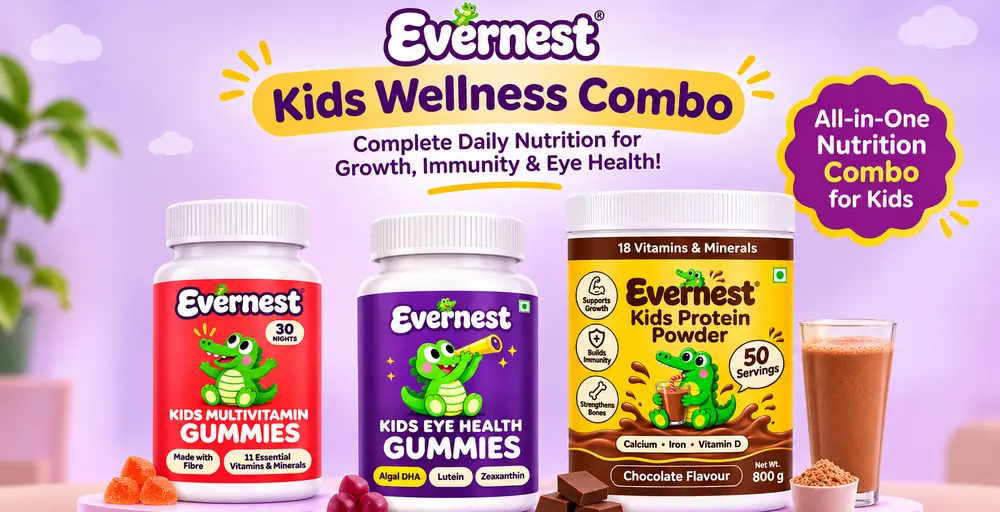 Evernest®
Kids Wellness Combo
Complete Daily Nutrition for
Growth, Immunity & Eye Health!
All-in-One
Nutrition
Combo
for Kids
Evernest
30
NIGHTS
KIDS MULTIVITAMIN
GUMMIES
Made with
Fibre
11 Essential
Vitamins & Minerals
Evernest
KIDS EYE HEALTH
GUMMIES
Algal DHA
Lutein
Zeaxanthin
18 Vitamins & Minerals
Evernest®
Kids Protein
Powder
Supports
Growth
Builds
Immunity
Strengthens
Bones
50
Servings
Calcium • Iron • Vitamin D
Chocolate Flavour
Net Wt.
800 g